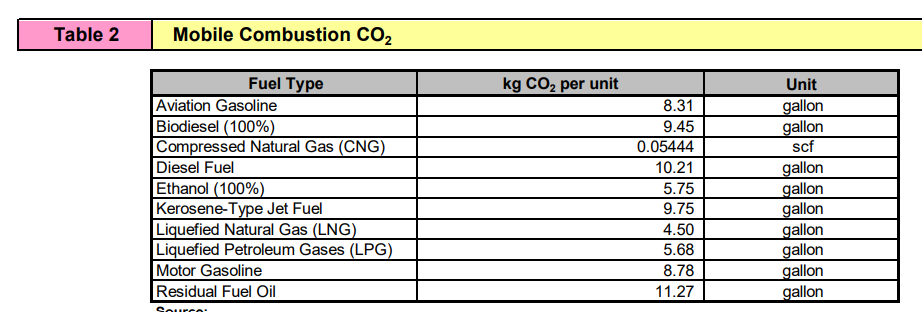 Table 2 Mobile Combustion CO₂
Fuel Type kg CO₂ per unit Unit
Aviation Gasoline 8.31 gallon
Biodiesel (100%) 9.45 gallon
Compressed Natural Gas (CNG) 0.05444 scf
Diesel Fuel 10.21 gallon
Ethanol (100%) 5.75 gallon
Kerosene-Type Jet Fuel 9.75 gallon
Liquefied Natural Gas (LNG) 4.50 gallon
Liquefied Petroleum Gases (LPG) 5.68 gallon
Motor Gasoline 8.78 gallon
Residual Fuel Oil 11.27 gallon
Source: